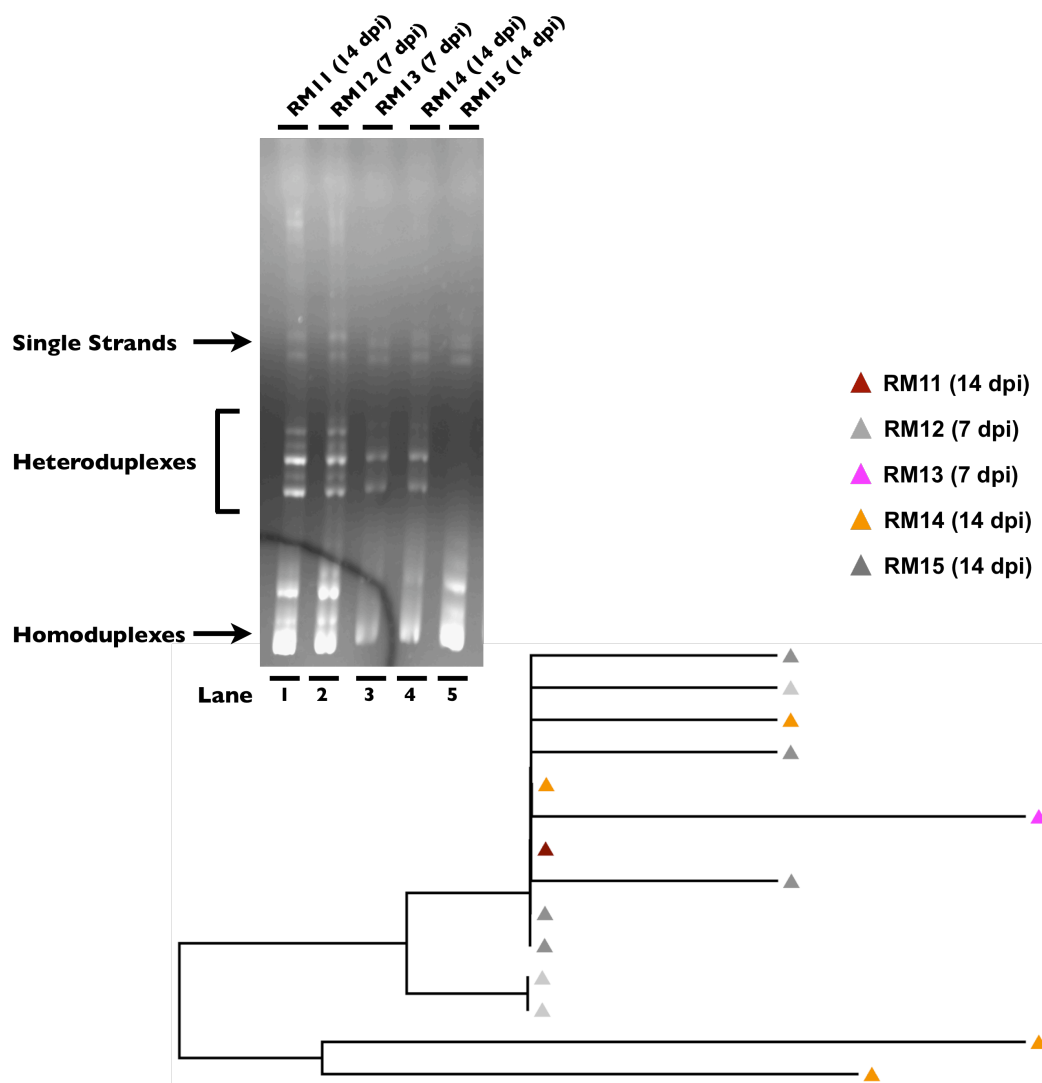 RM11 (14 dpi)
RM12 (7 dpi)
RM13 (7 dpi)
RM14 (14 dpi)
RM15 (14 dpi)
Single Strands
Heteroduplexes
Homoduplexes
Lane 1 2 3 4 5
RM11 (14 dpi)
RM12 (7 dpi)
RM13 (7 dpi)
RM14 (14 dpi)
RM15 (14 dpi)